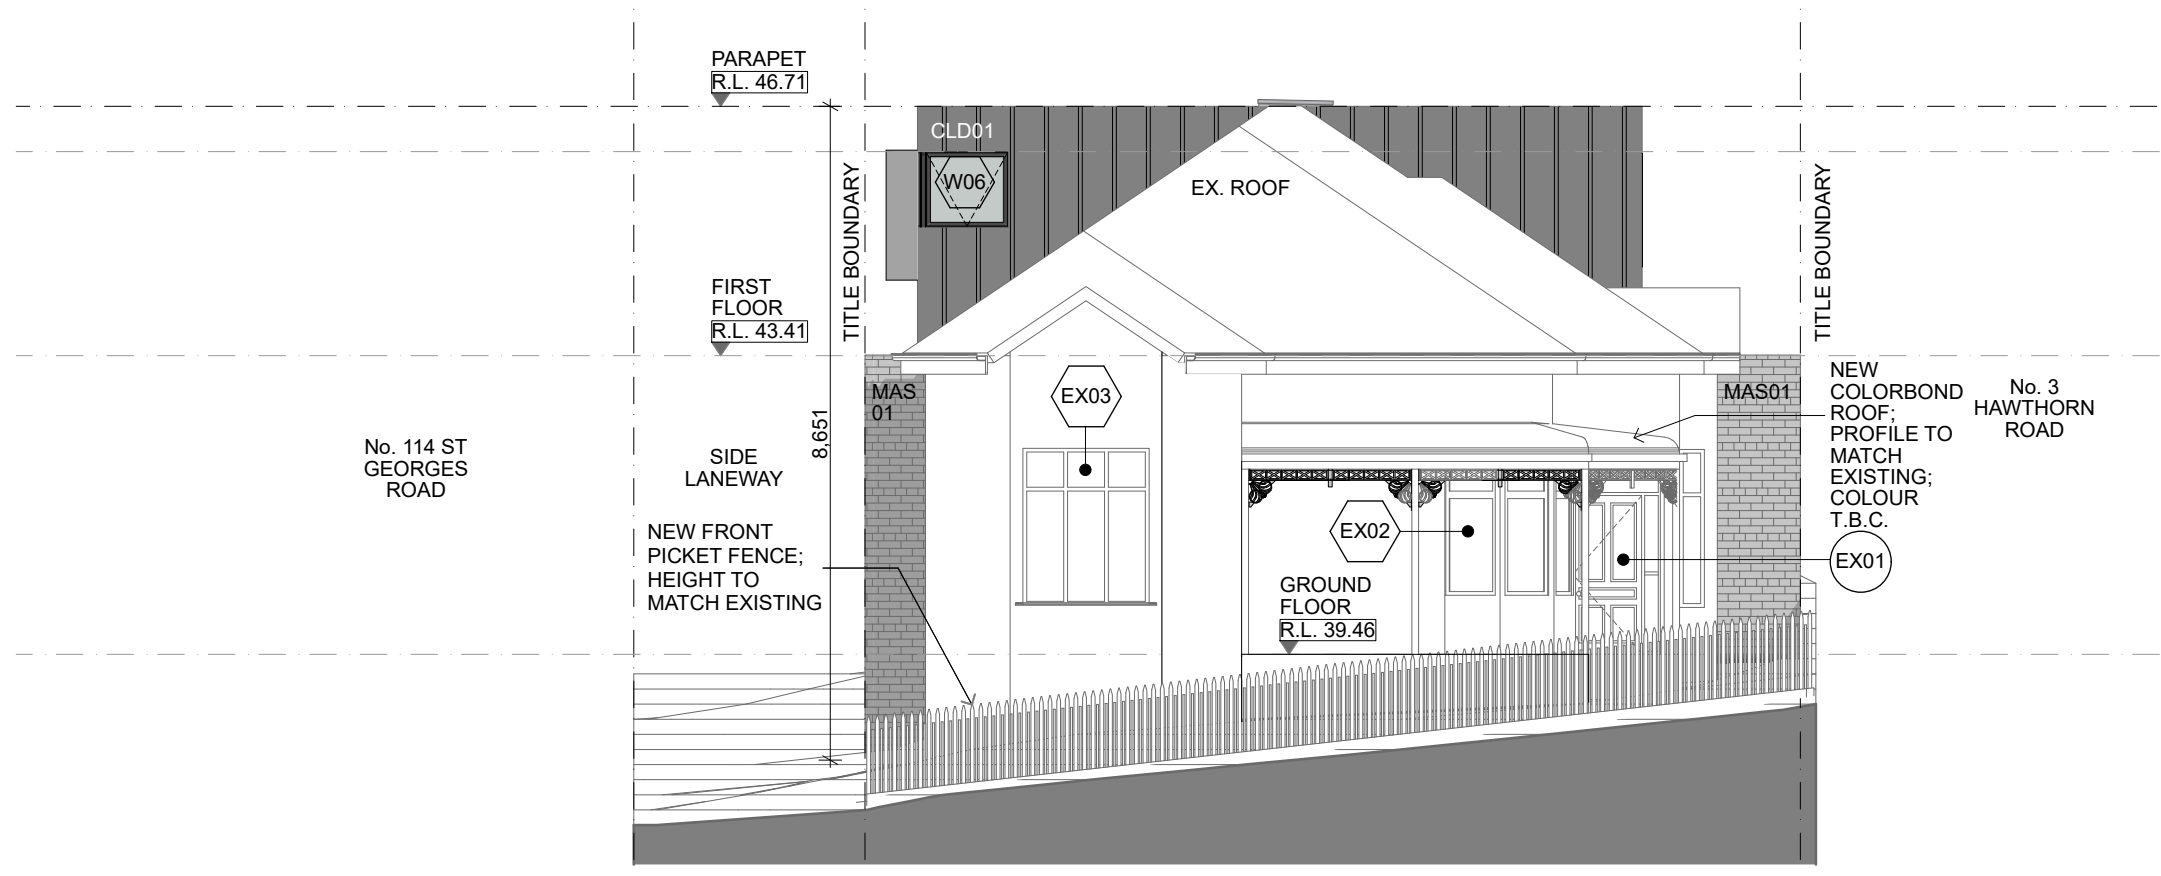 PARAPET
R.L. 46.71
CLD01
W06
EX. ROOF
TITLE BOUNDARY
TITLE BOUNDARY
FIRST
FLOOR
R.L. 43.41
MAS
01
EX03
MAS01
NEW
COLORBOND
ROOF;
PROFILE TO
MATCH
EXISTING;
COLOUR
T.B.C.
No. 3
HAWTHORN
ROAD
8,651
No. 114 ST
GEORGES
ROAD
SIDE
LANEWAY
NEW FRONT
PICKET FENCE;
HEIGHT TO
MATCH EXISTING
EX02
EX01
GROUND
FLOOR
R.L. 39.46